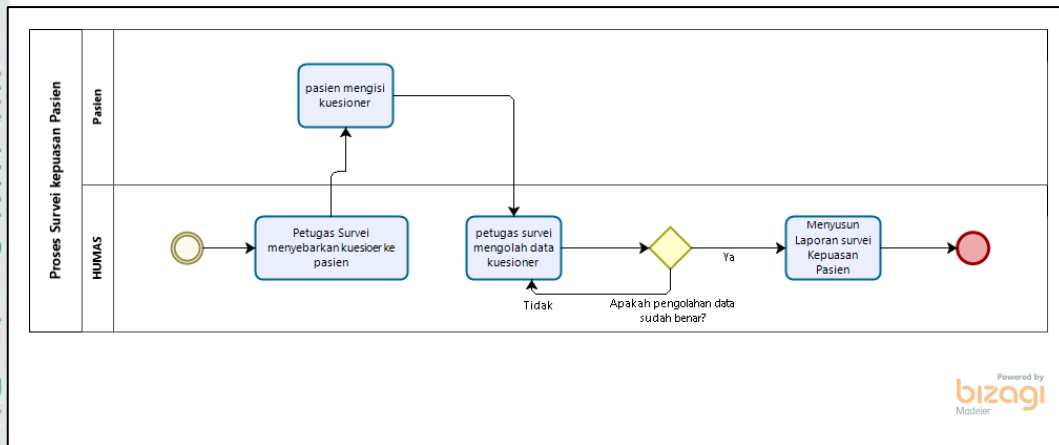 Proses Survei kepuasan Pasien
Pasien
pasien mengisi
kuesioner
HUMAS
Petugas Survei
menyebarkan kuesioer ke
pasien
petugas survei
mengolah data
kuesioner
Tidak
Apakah pengolahan data
sudah benar?
Ya
Menyusun
Laporan survei
Kepuasan
Pasien
Powered by
bizagi
Modeler